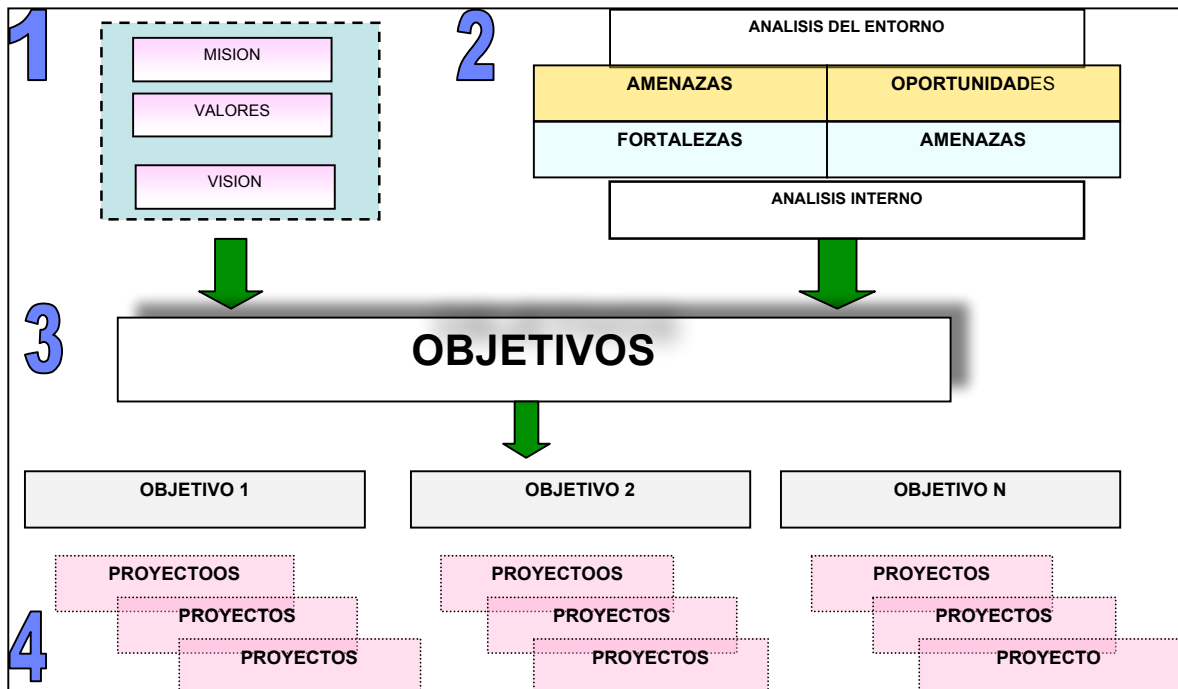 1
MISION
VALORES
VISION
2
ANALISIS DEL ENTORNO
AMENAZAS
OPORTUNIDADES
FORTALEZAS
AMENAZAS
ANALISIS INTERNO
3
OBJETIVOS
OBJETIVO 1
OBJETIVO 2
OBJETIVO N
4
PROYECTOOS
PROYECTOS
PROYECTOS
PROYECTOOS
PROYECTOS
PROYECTOS
PROYECTOS
PROYECTOS
PROYECTO